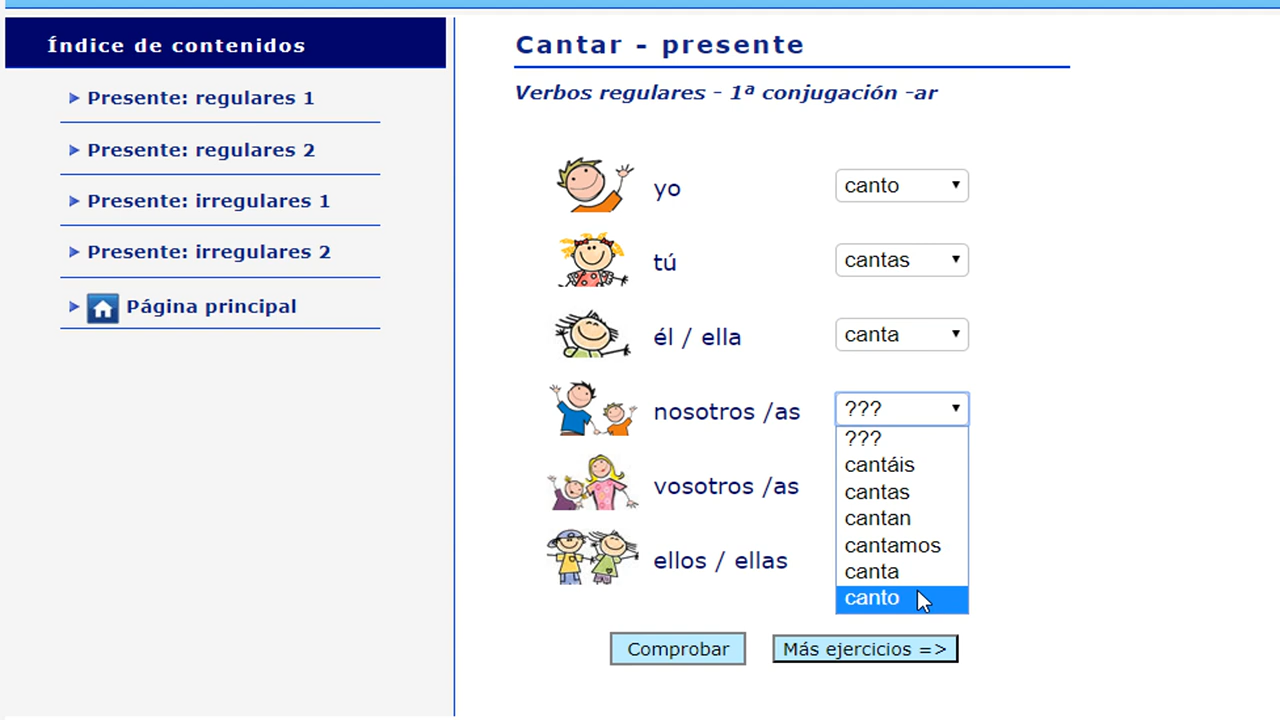 Índice de contenidos
Presente: regulares 1
Presente: regulares 2
Presente: irregulares 1
Presente: irregulares 2
Página principal
Cantar - presente
Verbos regulares - 1ª conjugación -ar
yo canto
tú cantas
él / ella canta
nosotros /as ???
???
cantáis
cantas
cantan
cantamos
canta
canto
vosotros /as
ellos / ellas
Comprobar
Más ejercicios =>